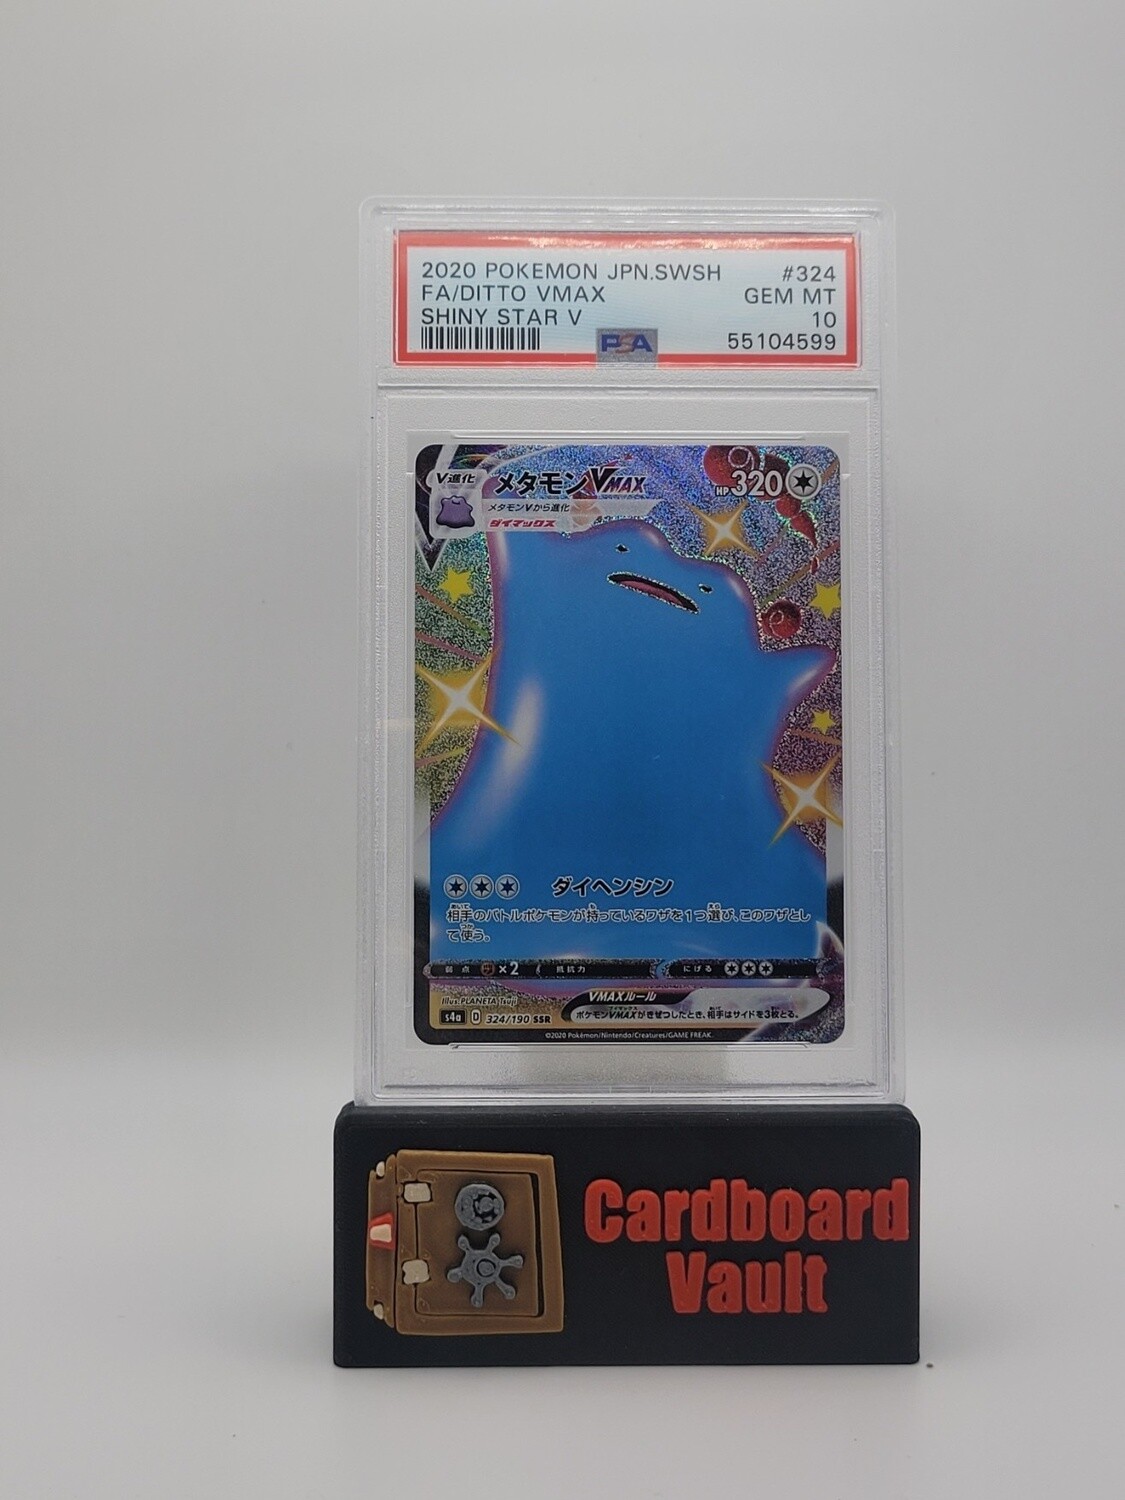 2020 POKEMON JPN.SWSH #324
FA/DITTO VMAX GEM MT
SHINY STAR V 10
PSA 55104599
V進化 メタモンVMAX HP320
メタモンVから進化
ダイマックス
ダイヘンシン
相手のバトルポケモンが持っているワザを1つ選び、このワザとし
て使う。
弱点 ×2 抵抗力 にげる
Illus.PLANETA Tsuji VMAXルール
s4a D 324/190 SSR ポケモンVMAXがきぜつしたとき、相手はサイドを3枚とる。
©2020 Pokémon/Nintendo/Creatures/GAME FREAK.
Cardboard
Vault